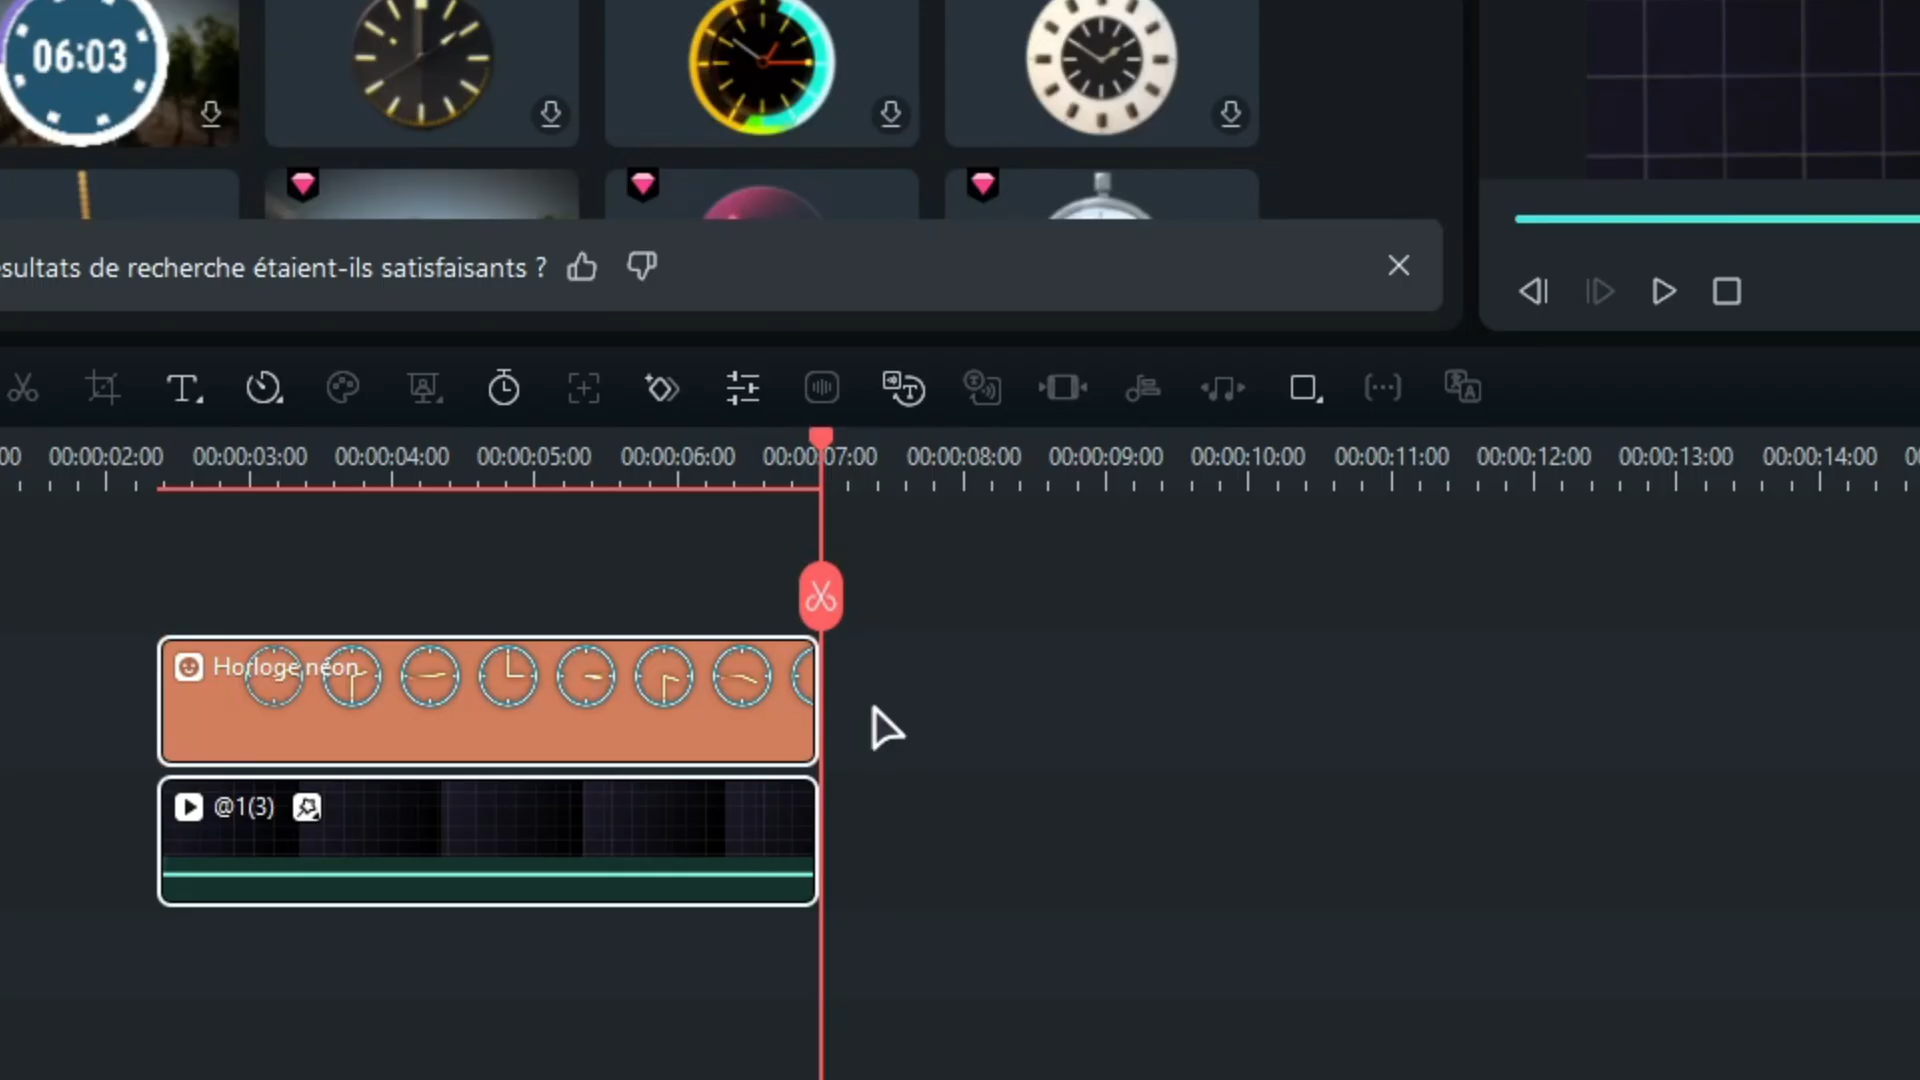 06:03
sultats de recherche étaient-ils satisfaisants ?
00 00:00:02:00 00:00:03:00 00:00:04:00 00:00:05:00 00:00:06:00 00:00:07:00 00:00:08:00 00:00:09:00 00:00:10:00 00:00:11:00 00:00:12:00 00:00:13:00 00:00:14:00
Horloge néon
@1(3)